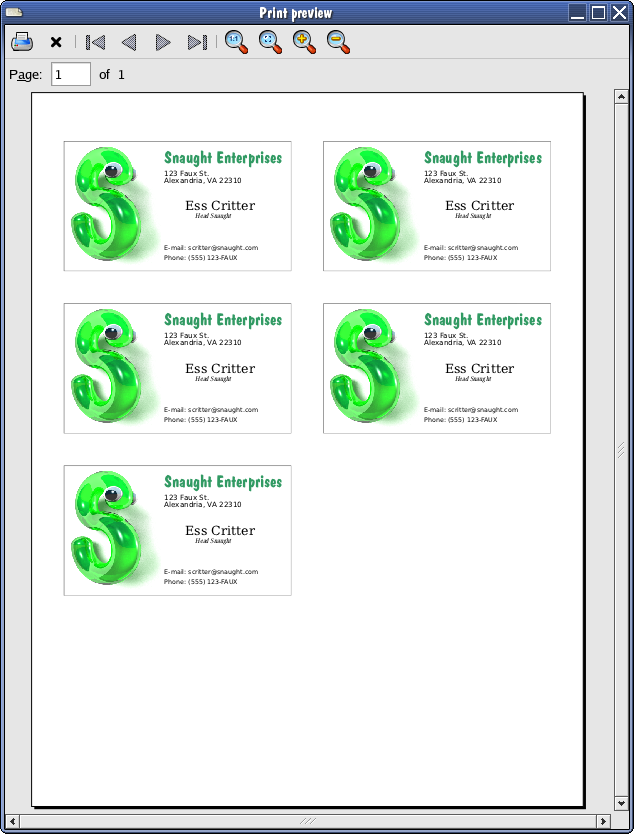 Print preview
1:1
Page: 1 of 1
Snaught Enterprises
123 Faux St.
Alexandria, VA 22310
Ess Critter
Head Snaught
E-mail: scritter@snaught.com
Phone: (555) 123-FAUX
Snaught Enterprises
123 Faux St.
Alexandria, VA 22310
Ess Critter
Head Snaught
E-mail: scritter@snaught.com
Phone: (555) 123-FAUX
Snaught Enterprises
123 Faux St.
Alexandria, VA 22310
Ess Critter
Head Snaught
E-mail: scritter@snaught.com
Phone: (555) 123-FAUX
Snaught Enterprises
123 Faux St.
Alexandria, VA 22310
Ess Critter
Head Snaught
E-mail: scritter@snaught.com
Phone: (555) 123-FAUX
Snaught Enterprises
123 Faux St.
Alexandria, VA 22310
Ess Critter
Head Snaught
E-mail: scritter@snaught.com
Phone: (555) 123-FAUX